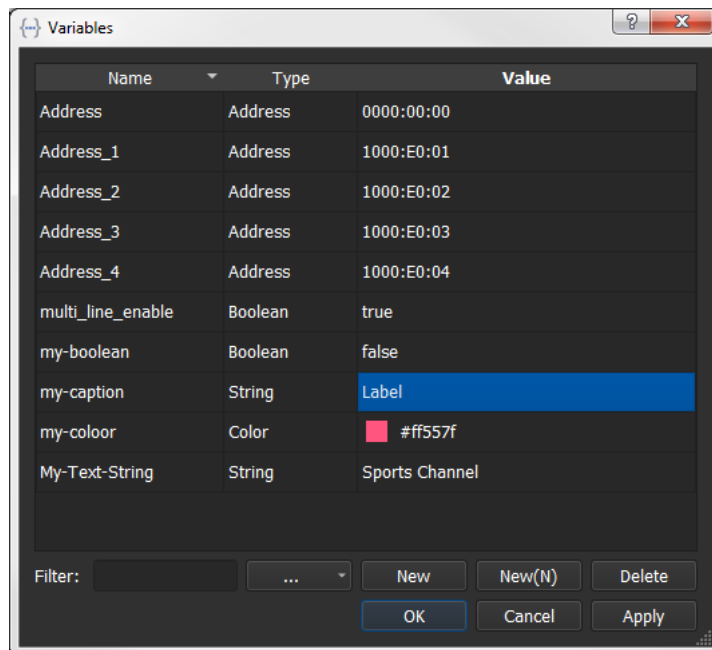 Variables
Name Type Value
Address Address 0000:00:00
Address_1 Address 1000:E0:01
Address_2 Address 1000:E0:02
Address_3 Address 1000:E0:03
Address_4 Address 1000:E0:04
multi_line_enable Boolean true
my-boolean Boolean false
my-caption String Label
my-coloor Color #ff557f
My-Text-String String Sports Channel
Filter: ... New New(N) Delete
OK Cancel Apply